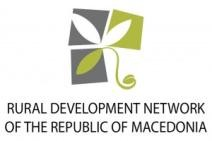 RURAL DEVELOPMENT NETWORK
OF THE REPUBLIC OF MACEDONIA